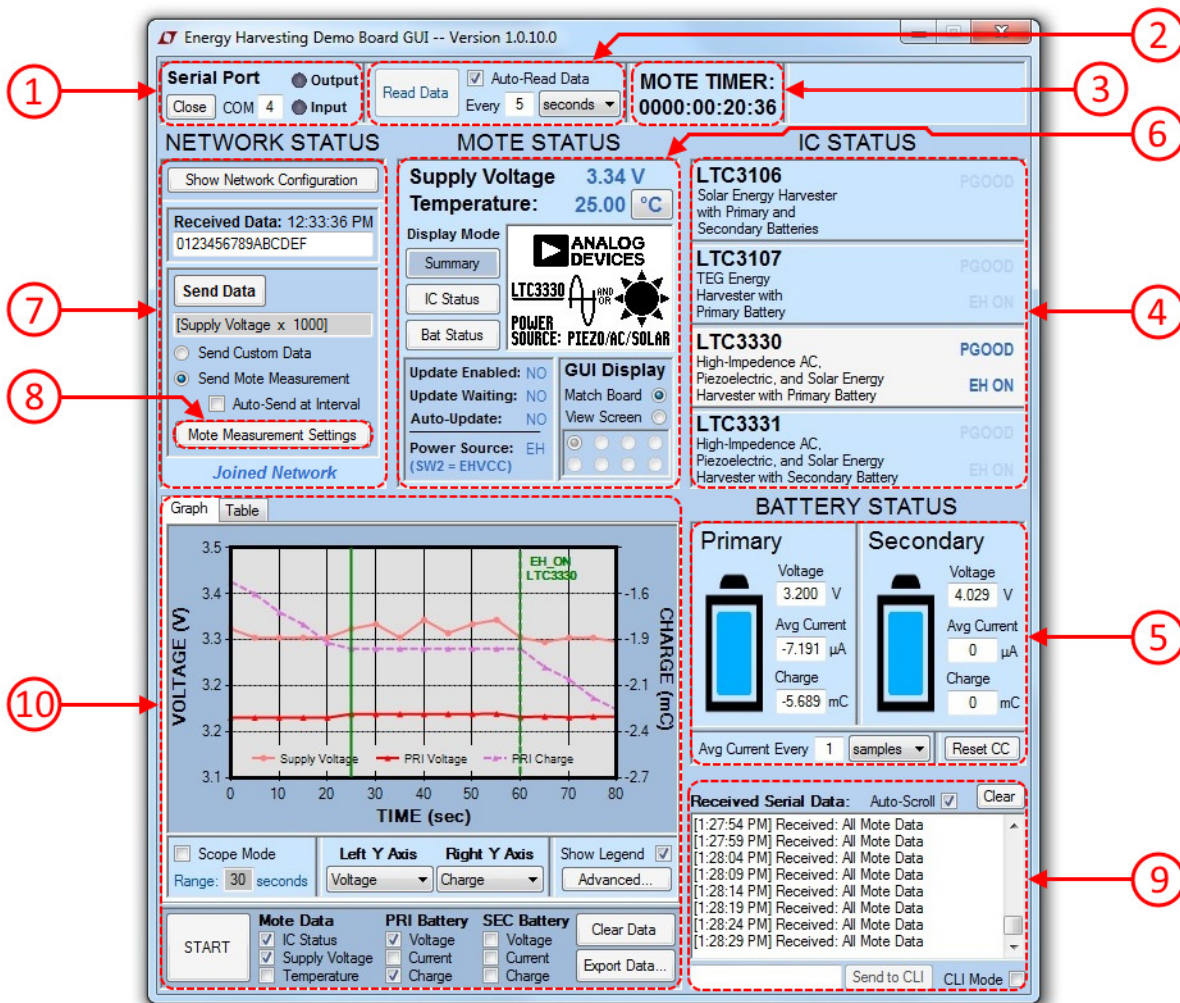 Energy Harvesting Demo Board GUI -- Version 1.0.10.0
1
2
3
4
5
6
7
8
9
10
Serial Port
Output
Close
COM
4
Input
Read Data
Auto-Read Data
Every
5
seconds
MOTE TIMER:
0000:00:20:36
NETWORK STATUS
MOTE STATUS
IC STATUS
Show Network Configuration
Received Data: 12:33:36 PM
0123456789ABCDEF
Send Data
[Supply Voltage x 1000]
Send Custom Data
Send Mote Measurement
Auto-Send at Interval
Mote Measurement Settings
Joined Network
Supply Voltage 3.34 V
Temperature: 25.00 °C
Display Mode
Summary
IC Status
Bat Status
ANALOG
DEVICES
LTC3330
AND
OR
POWER
SOURCE: PIEZO/AC/SOLAR
Update Enabled: NO
Update Waiting: NO
Auto-Update: NO
Power Source: EH
(SW2 = EHVCC)
GUI Display
Match Board
View Screen
LTC3106
PGOOD
Solar Energy Harvester
with Primary and
Secondary Batteries
LTC3107
PGOOD
TEG Energy
Harvester with
Primary Battery
EH ON
LTC3330
PGOOD
High-Impedence AC,
Piezoelectric, and Solar Energy
Harvester with Primary Battery
EH ON
LTC3331
PGOOD
High-Impedence AC,
Piezoelectric, and Solar Energy
Harvester with Secondary Battery
EH ON
Graph
Table
VOLTAGE (V)
3.5
3.4
3.3
3.2
3.2
3.1
EH_ON
LTC3330
Supply Voltage
PRI Voltage
PRI Charge
-1.6
-1.9
-2.1
-2.4
-2.7
CHARGE (mC)
0 10 20 30 40 50 60 70 80
TIME (sec)
Scope Mode
Range: 30 seconds
Left Y Axis
Voltage
Right Y Axis
Charge
Show Legend
Advanced...
START
Mote Data
IC Status
Supply Voltage
Temperature
PRI Battery
Voltage
Current
Charge
SEC Battery
Voltage
Current
Charge
Clear Data
Export Data...
BATTERY STATUS
Primary
Voltage
3.200 V
Avg Current
-7.191 µA
Charge
-5.689 mC
Secondary
Voltage
4.029 V
Avg Current
0 µA
Charge
0 mC
Avg Current Every 1 samples
Reset CC
Received Serial Data:
Auto-Scroll
Clear
[1:27:54 PM] Received: All Mote Data
[1:27:59 PM] Received: All Mote Data
[1:28:04 PM] Received: All Mote Data
[1:28:09 PM] Received: All Mote Data
[1:28:14 PM] Received: All Mote Data
[1:28:19 PM] Received: All Mote Data
[1:28:24 PM] Received: All Mote Data
[1:28:29 PM] Received: All Mote Data
Send to CLI
CLI Mode